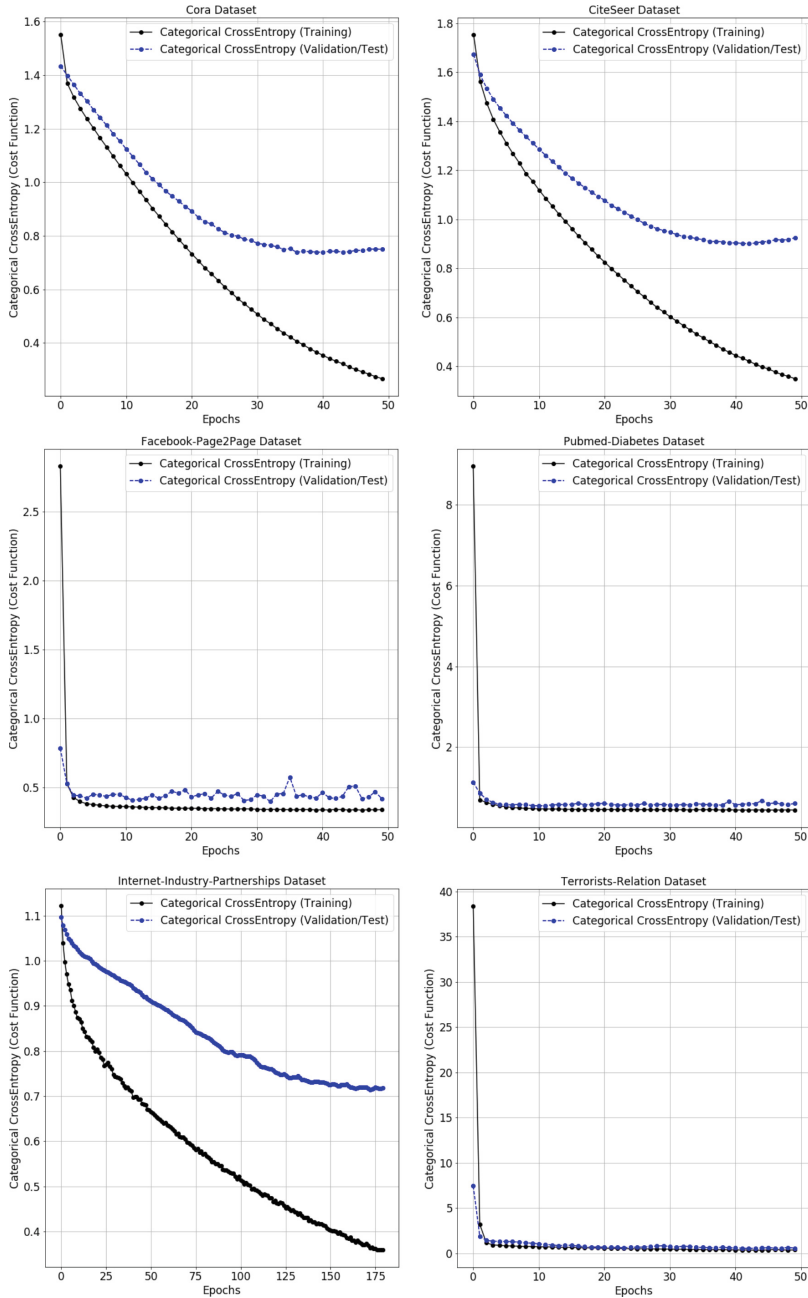 Cora Dataset
Categorical CrossEntropy (Training)
Categorical CrossEntropy (Validation/Test)
Categorical CrossEntropy (Cost Function)
1.6
1.4
1.2
1.0
0.8
0.6
0.4
0 10 20 30 40 50
Epochs
CiteSeer Dataset
Categorical CrossEntropy (Training)
Categorical CrossEntropy (Validation/Test)
Categorical CrossEntropy (Cost Function)
1.8
1.6
1.4
1.2
1.0
0.8
0.6
0.4
0 10 20 30 40 50
Epochs
Facebook-Page2Page Dataset
Categorical CrossEntropy (Training)
Categorical CrossEntropy (Validation/Test)
Categorical CrossEntropy (Cost Function)
2.5
2.0
1.5
1.0
0.5
0 10 20 30 40 50
Epochs
Pubmed-Diabetes Dataset
Categorical CrossEntropy (Training)
Categorical CrossEntropy (Validation/Test)
Categorical CrossEntropy (Cost Function)
8
6
4
2
0 10 20 30 40 50
Epochs
Internet-Industry-Partnerships Dataset
Categorical CrossEntropy (Training)
Categorical CrossEntropy (Validation/Test)
Categorical CrossEntropy (Cost Function)
1.1
1.0
0.9
0.8
0.7
0.6
0.5
0.4
0 25 50 75 100 125 150 175
Epochs
Terrorists-Relation Dataset
Categorical CrossEntropy (Training)
Categorical CrossEntropy (Validation/Test)
Categorical CrossEntropy (Cost Function)
40
35
30
25
20
15
10
5
0
0 10 20 30 40 50
Epochs